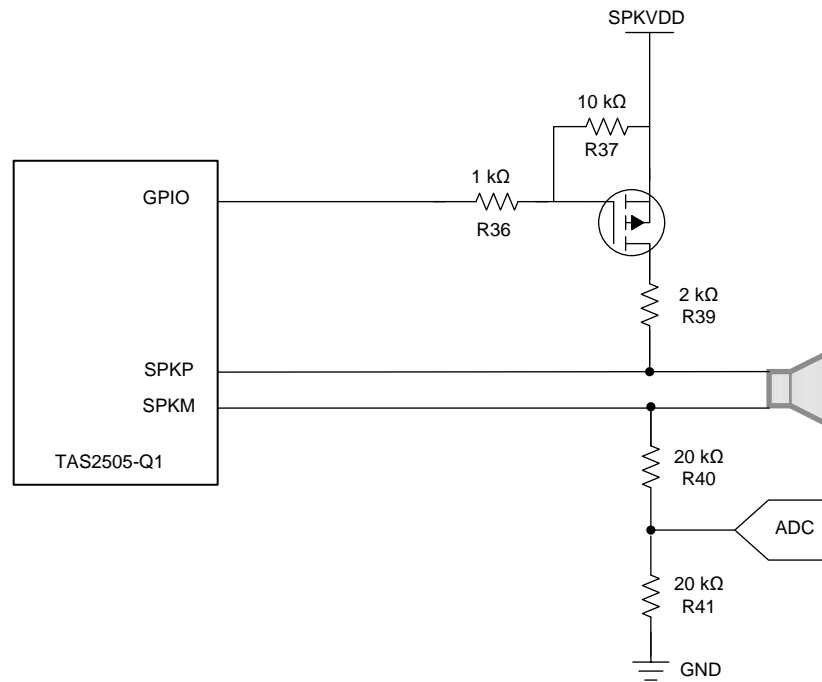 SPKVDD
10 kΩ
R37
1 kΩ
GPIO
R36
2 kΩ
R39
SPKP
SPKM
20 kΩ
R40
TAS2505-Q1
ADC
20 kΩ
R41
GND